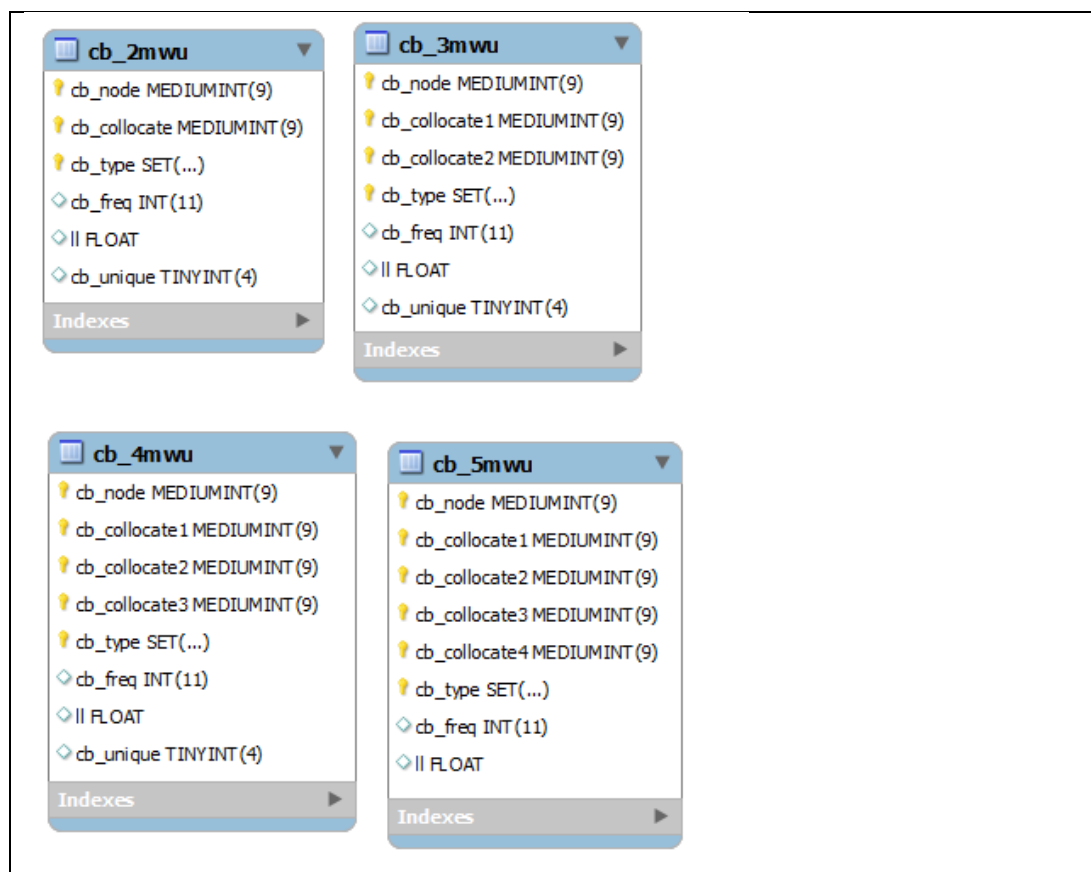 cb_2mwu
cb_node MEDIUMINT(9)
cb_collocate MEDIUMINT(9)
cb_type SET(...)
cb_freq INT(11)
ll FLOAT
cb_unique TINYINT(4)
Indexes
cb_3mwu
cb_node MEDIUMINT(9)
cb_collocate1 MEDIUMINT(9)
cb_collocate2 MEDIUMINT(9)
cb_type SET(...)
cb_freq INT(11)
ll FLOAT
cb_unique TINYINT(4)
Indexes
cb_4mwu
cb_node MEDIUMINT(9)
cb_collocate1 MEDIUMINT(9)
cb_collocate2 MEDIUMINT(9)
cb_collocate3 MEDIUMINT(9)
cb_type SET(...)
cb_freq INT(11)
ll FLOAT
cb_unique TINYINT(4)
Indexes
cb_5mwu
cb_node MEDIUMINT(9)
cb_collocate1 MEDIUMINT(9)
cb_collocate2 MEDIUMINT(9)
cb_collocate3 MEDIUMINT(9)
cb_collocate4 MEDIUMINT(9)
cb_type SET(...)
cb_freq INT(11)
ll FLOAT
Indexes